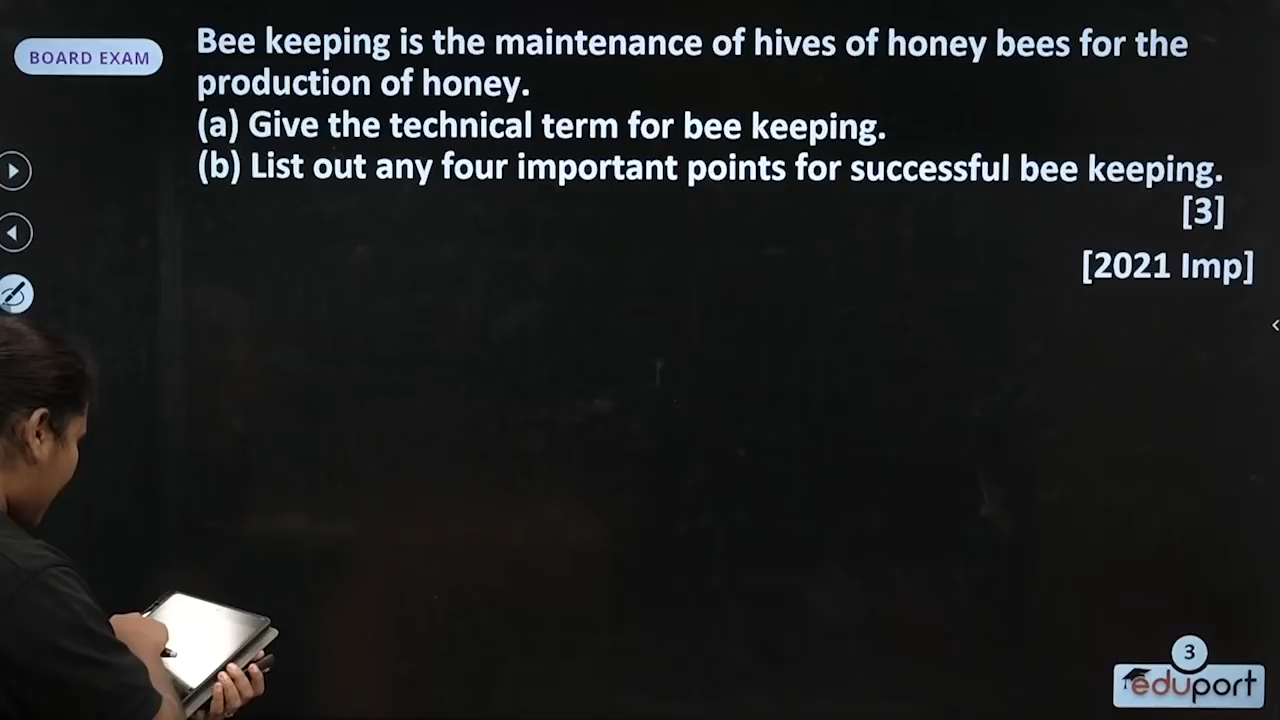 BOARD EXAM
Bee keeping is the maintenance of hives of honey bees for the
production of honey.
(a) Give the technical term for bee keeping.
(b) List out any four important points for successful bee keeping.
[3]
[2021 Imp]
3
eduport